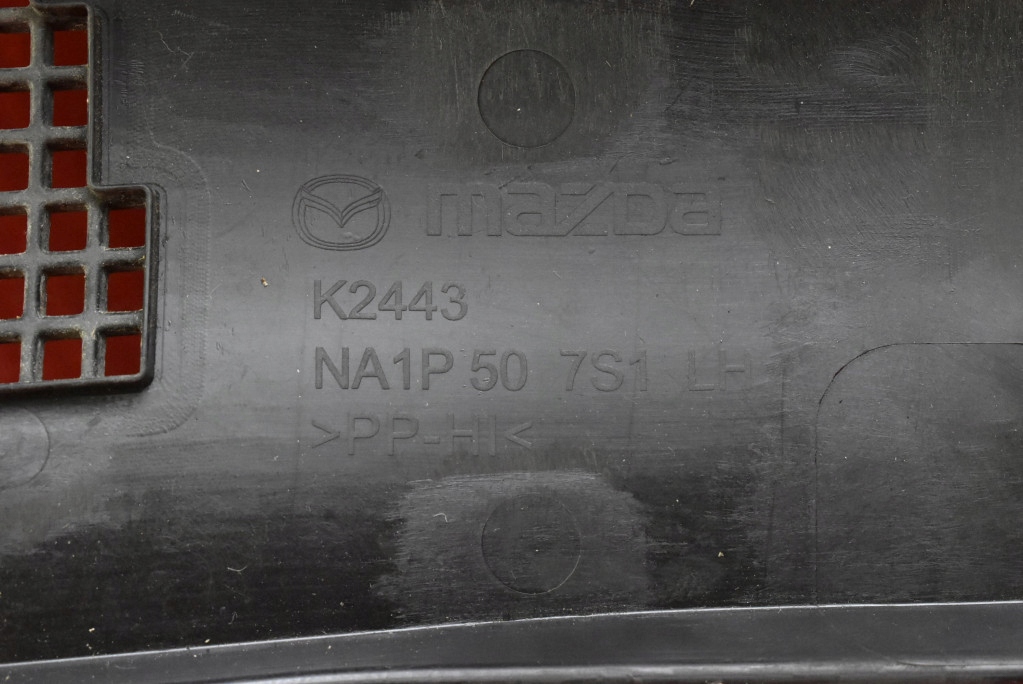 mazda
K2443
NA1P 50 7S1 LH
>PP-HI<